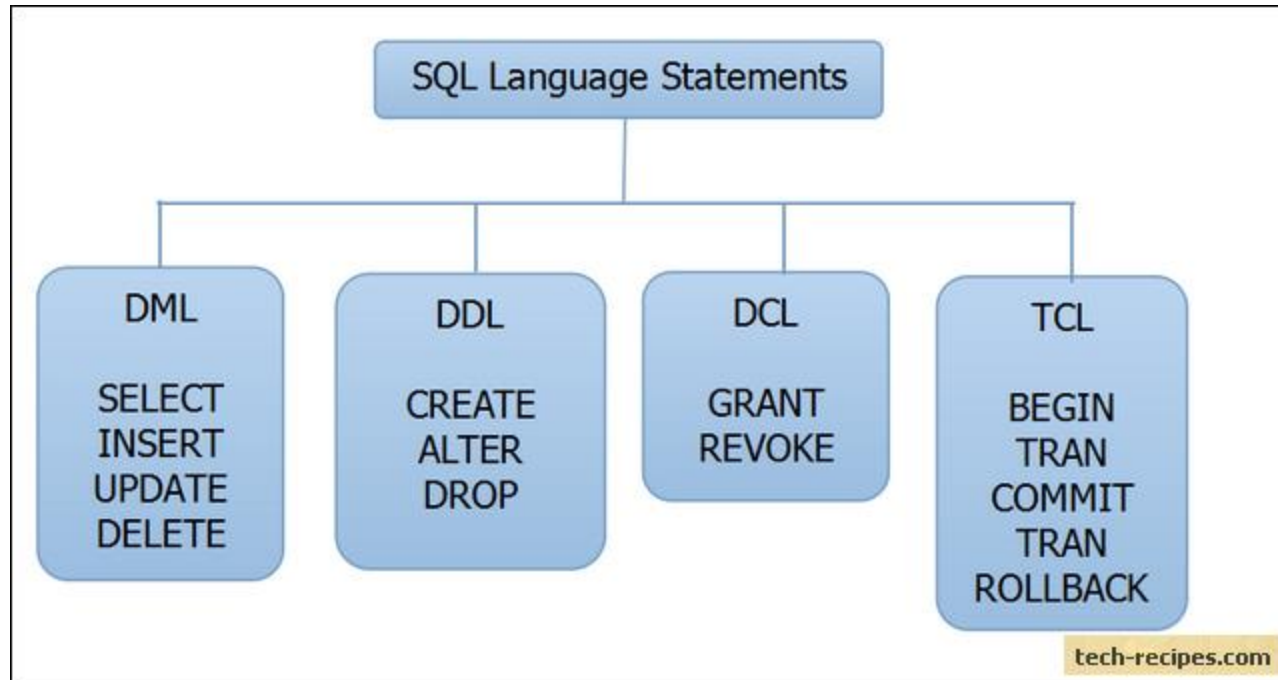 SQL Language Statements
DML
SELECT
INSERT
UPDATE
DELETE
DDL
CREATE
ALTER
DROP
DCL
GRANT
REVOKE
TCL
BEGIN
TRAN
COMMIT
TRAN
ROLLBACK
tech-recipes.com